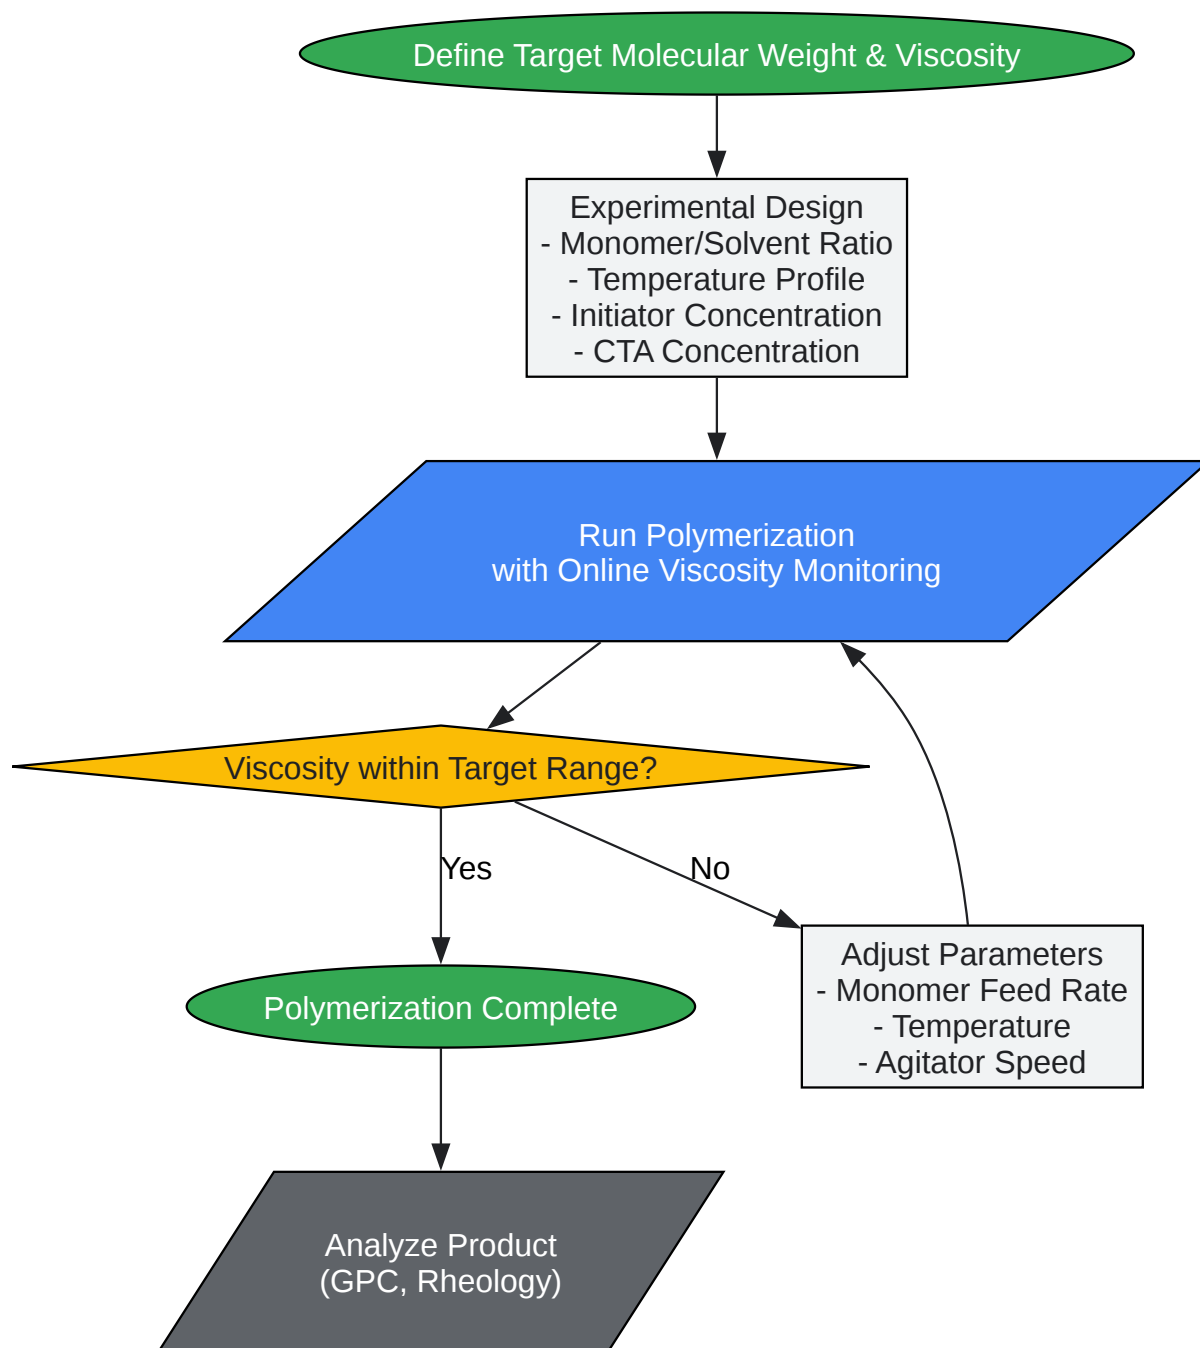 Define Target Molecular Weight & Viscosity
Experimental Design
- Monomer/Solvent Ratio
- Temperature Profile
- Initiator Concentration
- CTA Concentration
Run Polymerization
with Online Viscosity Monitoring
Viscosity within Target Range?
Yes
No
Adjust Parameters
- Monomer Feed Rate
- Temperature
- Agitator Speed
Polymerization Complete
Analyze Product
(GPC, Rheology)